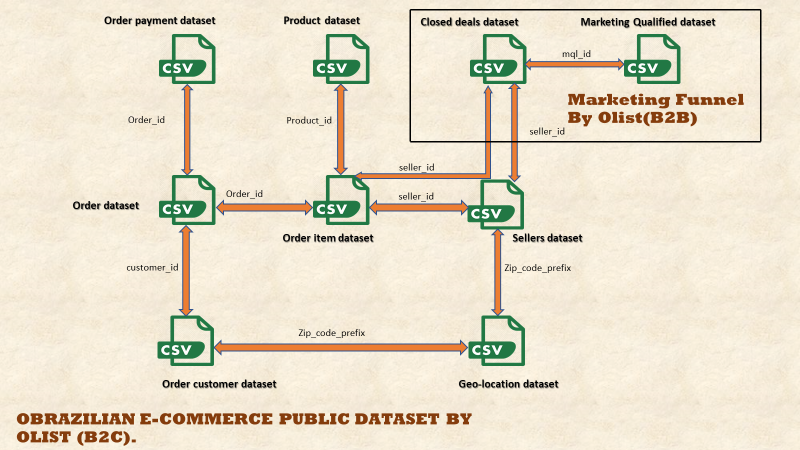 Order payment dataset
Product dataset
Closed deals dataset
Marketing Qualified dataset
CSV
CSV
CSV
mql_id
CSV
Marketing Funnel
By Olist(B2B)
Order_id
Product_id
seller_id
seller_id
Order dataset
CSV
Order_id
CSV
seller_id
CSV
Order item dataset
Sellers dataset
customer_id
Zip_code_prefix
CSV
Zip_code_prefix
CSV
Order customer dataset
Geo-location dataset
OBRAZILIAN E-COMMERCE PUBLIC DATASET BY
OLIST (B2C).